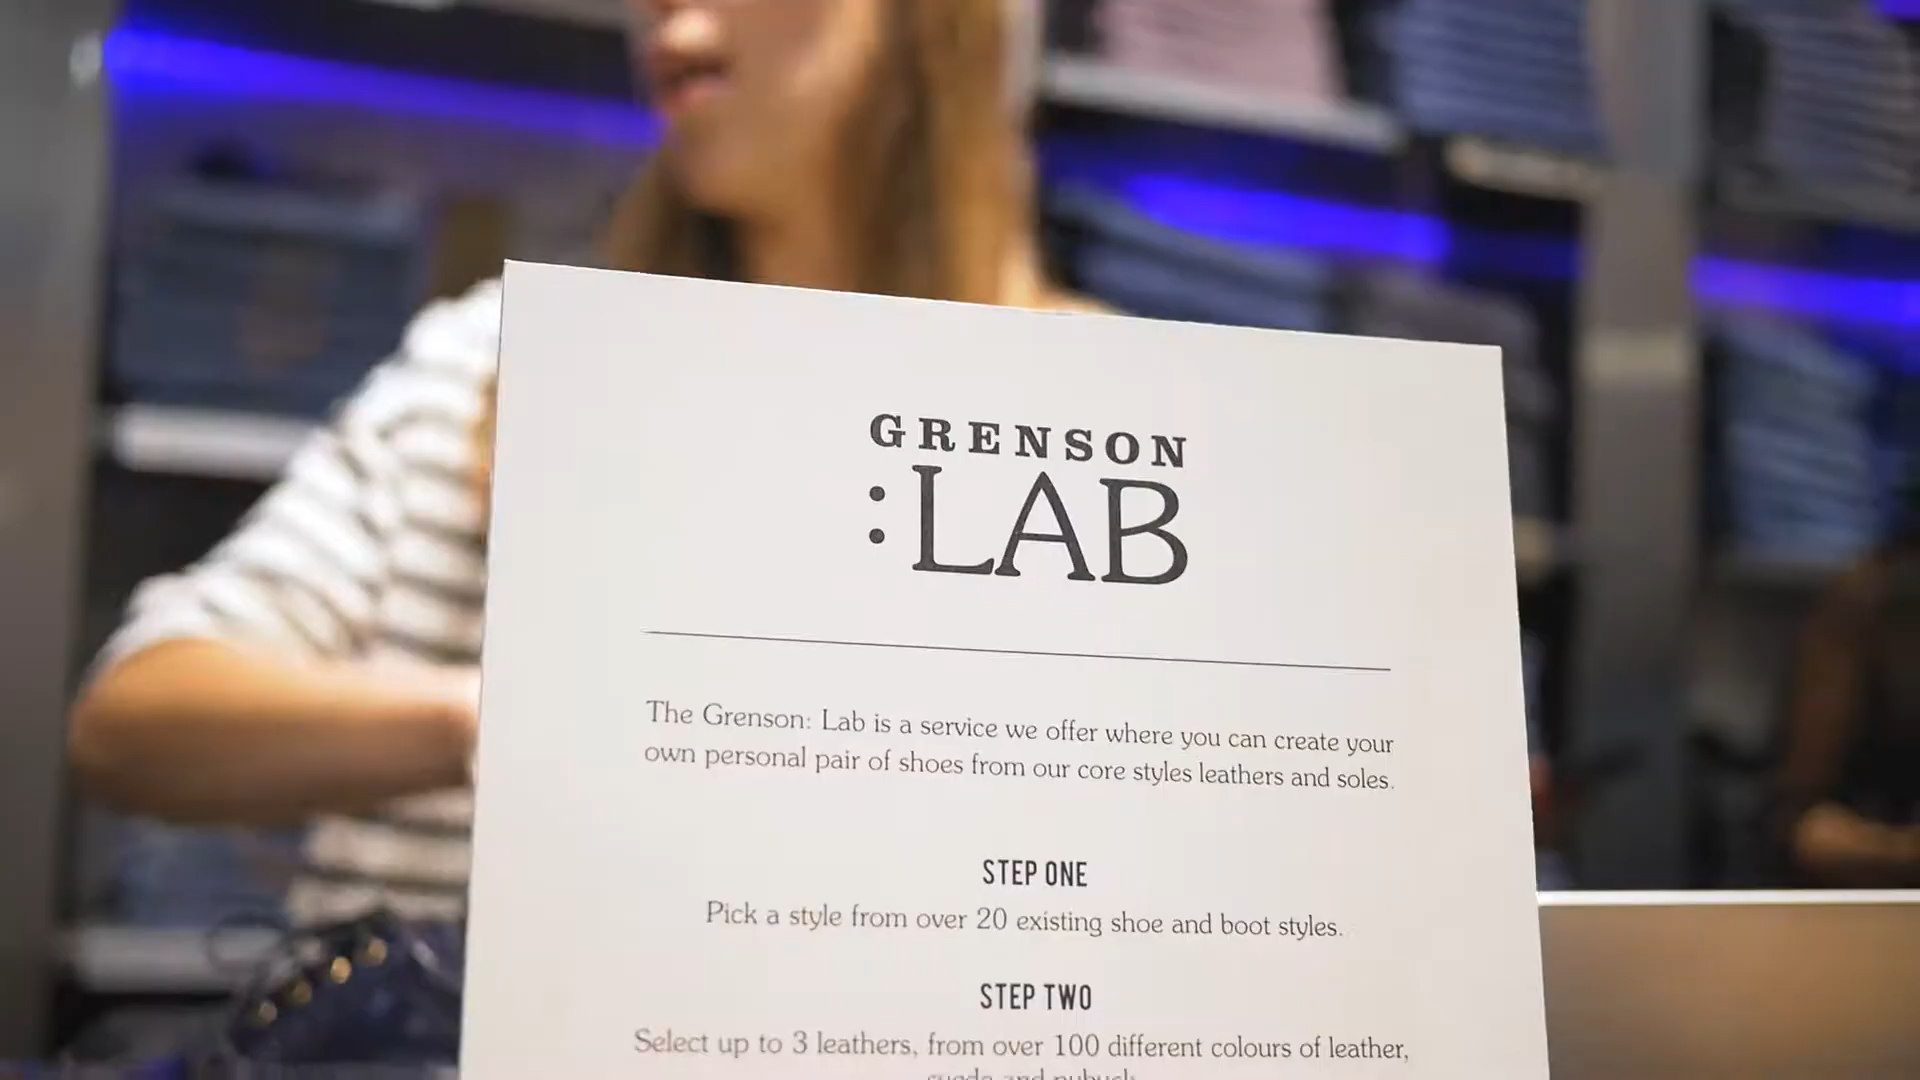 GRENSON
:LAB
The Grenson: Lab is a service we offer where you can create your
own personal pair of shoes from our core styles leathers and soles.
STEP ONE
Pick a style from over 20 existing shoe and boot styles.
STEP TWO
Select up to 3 leathers, from over 100 different colours of leather,